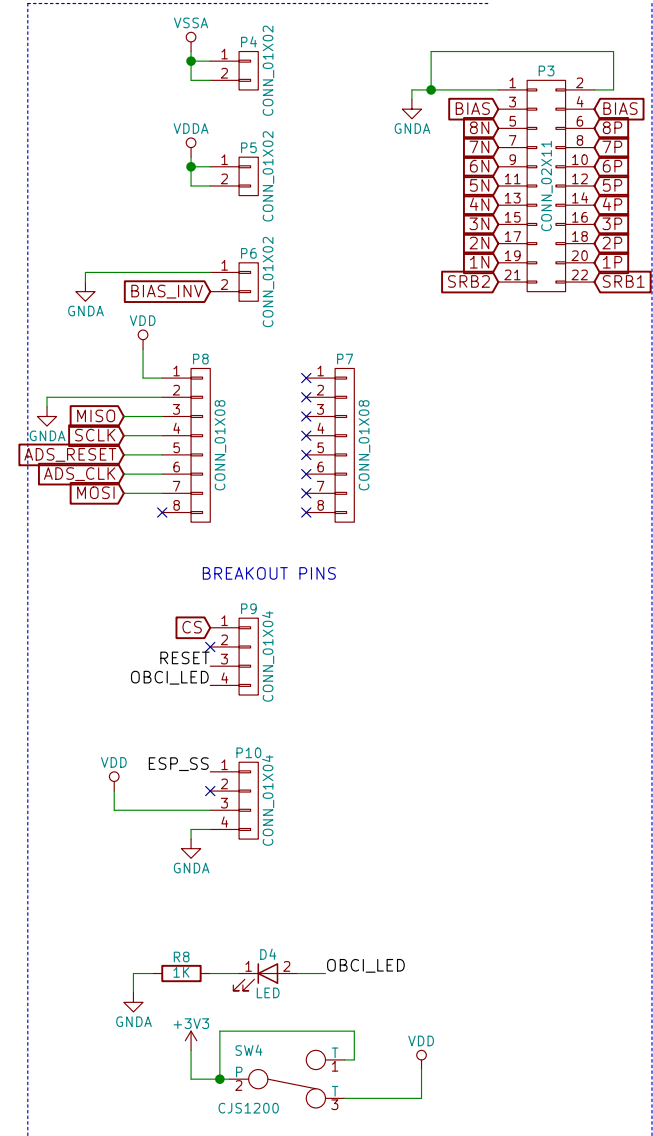 VSSA
P4
1
2
CONN_01X02
VDDA
P5
1
2
CONN_01X02
P6
1
BIAS_INV 2
CONN_01X02
GNDA
P3
1 2
GNDA
BIAS 3 4 BIAS
8N 5 6 8P
7N 7 8 7P
6N 9 10 6P
5N 11 12 5P
4N 13 14 4P
3N 15 16 3P
2N 17 18 2P
1N 19 20 1P
SRB2 21 22 SRB1
CONN_02X11
VDD
P8
1
2
MISO 3
GNDA SCLK 4
ADS_RESET 5
ADS_CLK 6
MOSI 7
8
CONN_01X08
P7
1
2
3
4
5
6
7
8
CONN_01X08
BREAKOUT PINS
P9
CS 1
2
RESET 3
OBCI_LED 4
CONN_01X04
P10
VDD ESP_SS 1
2
3
4
CONN_01X04
GNDA
R8
1K
D4
1 2 OBCI_LED
LED
GNDA
+3V3
VDD
SW4
T
1
P
2
T
3
CJS1200